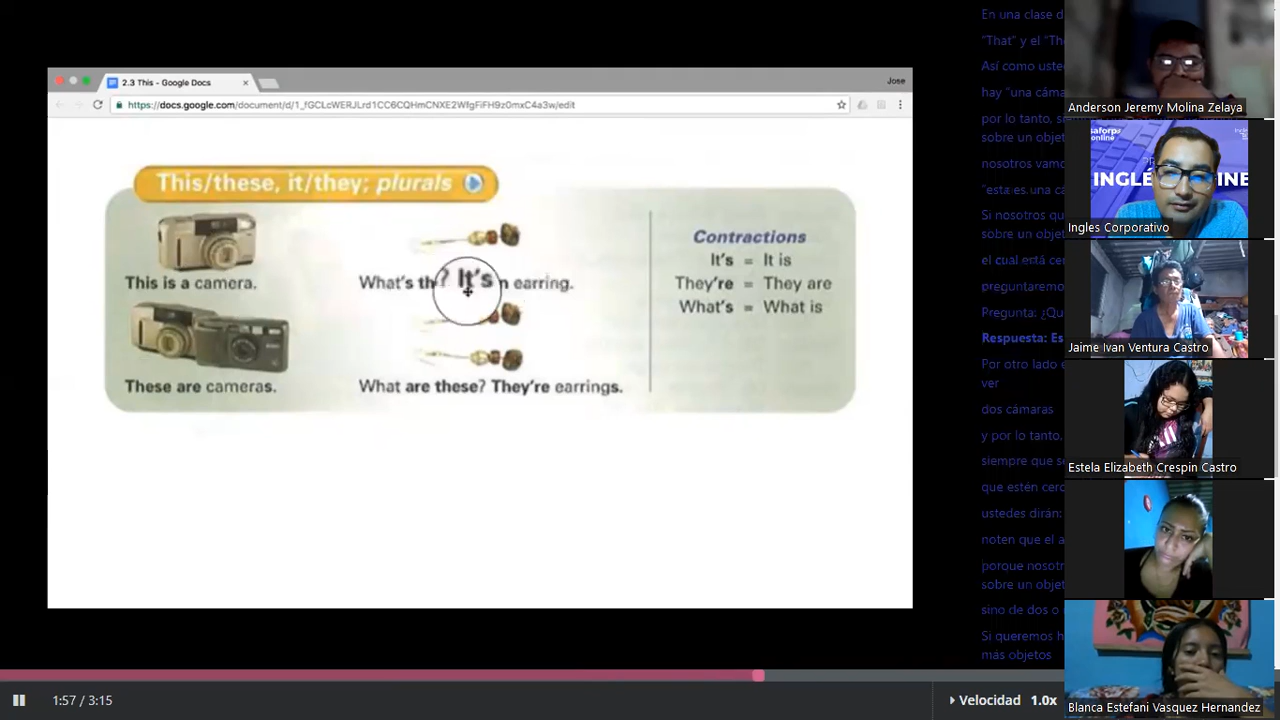 2.3 This - Google Docs
Jose
https://docs.google.com/document/d/1_fGCLcWERJLrd1CC6CQHmCNXE2WfgFiFH9z0mxC4a3w/edit
This/these, it/they; plurals
This is a camera.
What's th ? It's n earring.
These are cameras.
What are these? They're earrings.
Contractions
It's = It is
They're = They are
What's = What is
En una clase d
"That" y el "Th
Así como uste
hay "una cáma
por lo tanto, sie
sobre un objet
nosotros vamo
"esta es una cá
Si nosotros qu
sobre un objet
el cual está cer
preguntaremo
Pregunta: ¿Qu
Respuesta: Es
Por otro lado e
ver
dos cámaras
y por lo tanto,
siempre que se
que estén cerc
ustedes dirán:
noten que el a
porque nosotr
sobre un objet
sino de dos o
Si queremos h
más objetos
Anderson Jeremy Molina Zelaya
saforp
online
INGLÉ INE
Ingles Corporativo
Jaime Ivan Ventura Castro
Estela Elizabeth Crespin Castro
Blanca Estefani Vasquez Hernandez
1:57 / 3:15
Velocidad 1.0x